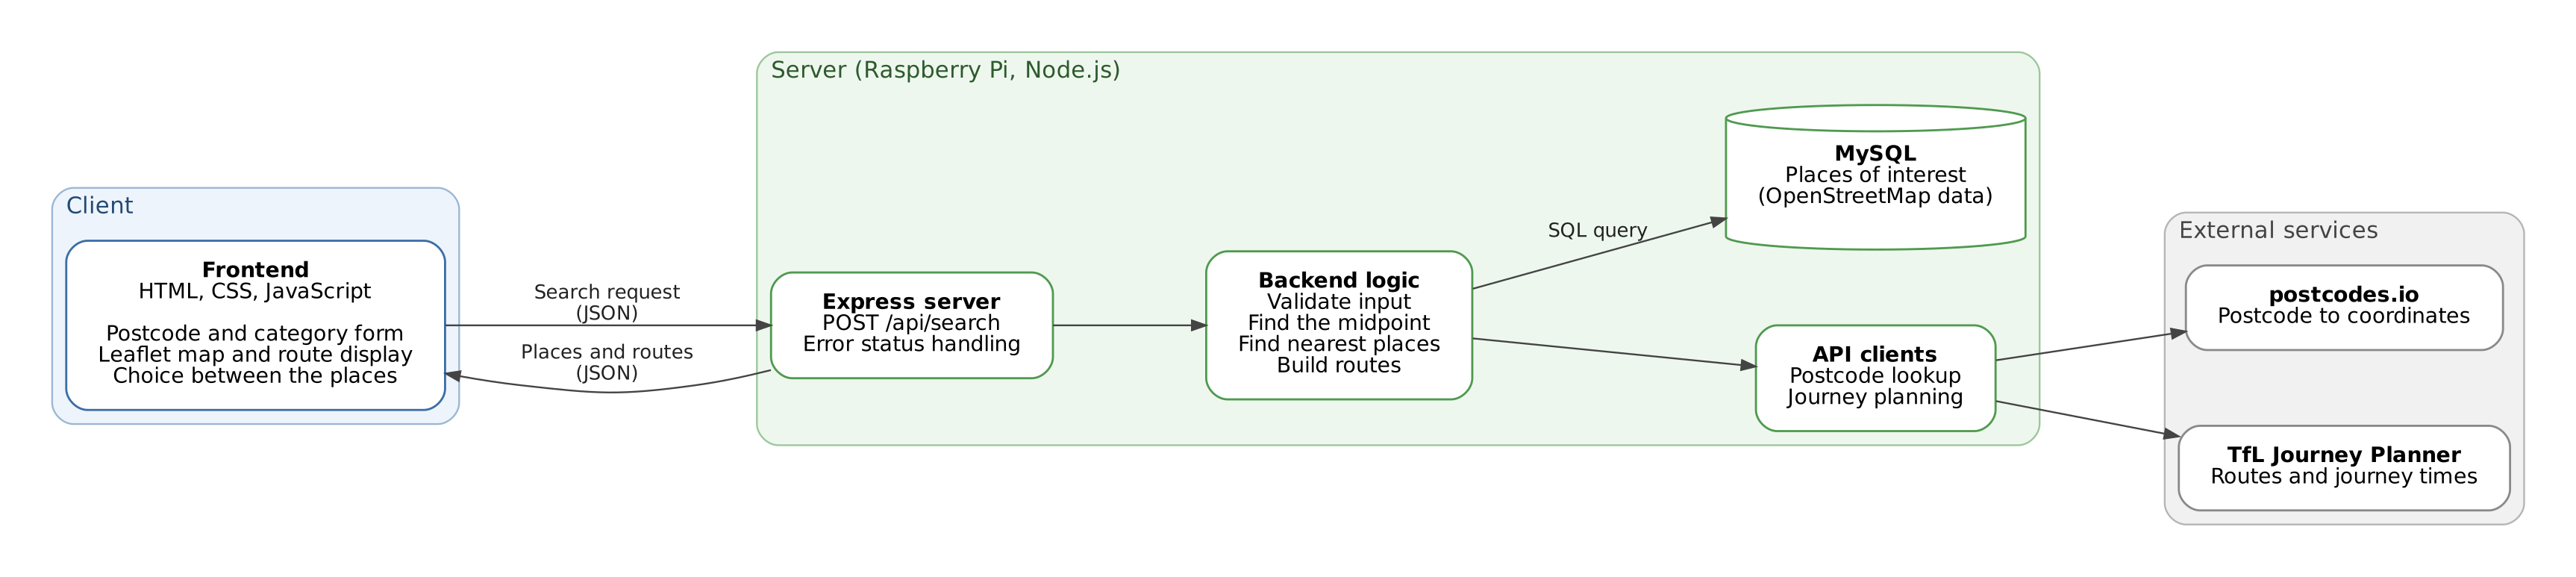 Client
Frontend
HTML, CSS, JavaScript
Postcode and category form
Leaflet map and route display
Choice between the places
Search request
(JSON)
Places and routes
(JSON)
Server (Raspberry Pi, Node.js)
Express server
POST /api/search
Error status handling
Backend logic
Validate input
Find the midpoint
Find nearest places
Build routes
SQL query
MySQL
Places of interest
(OpenStreetMap data)
API clients
Postcode lookup
Journey planning
External services
postcodes.io
Postcode to coordinates
TfL Journey Planner
Routes and journey times